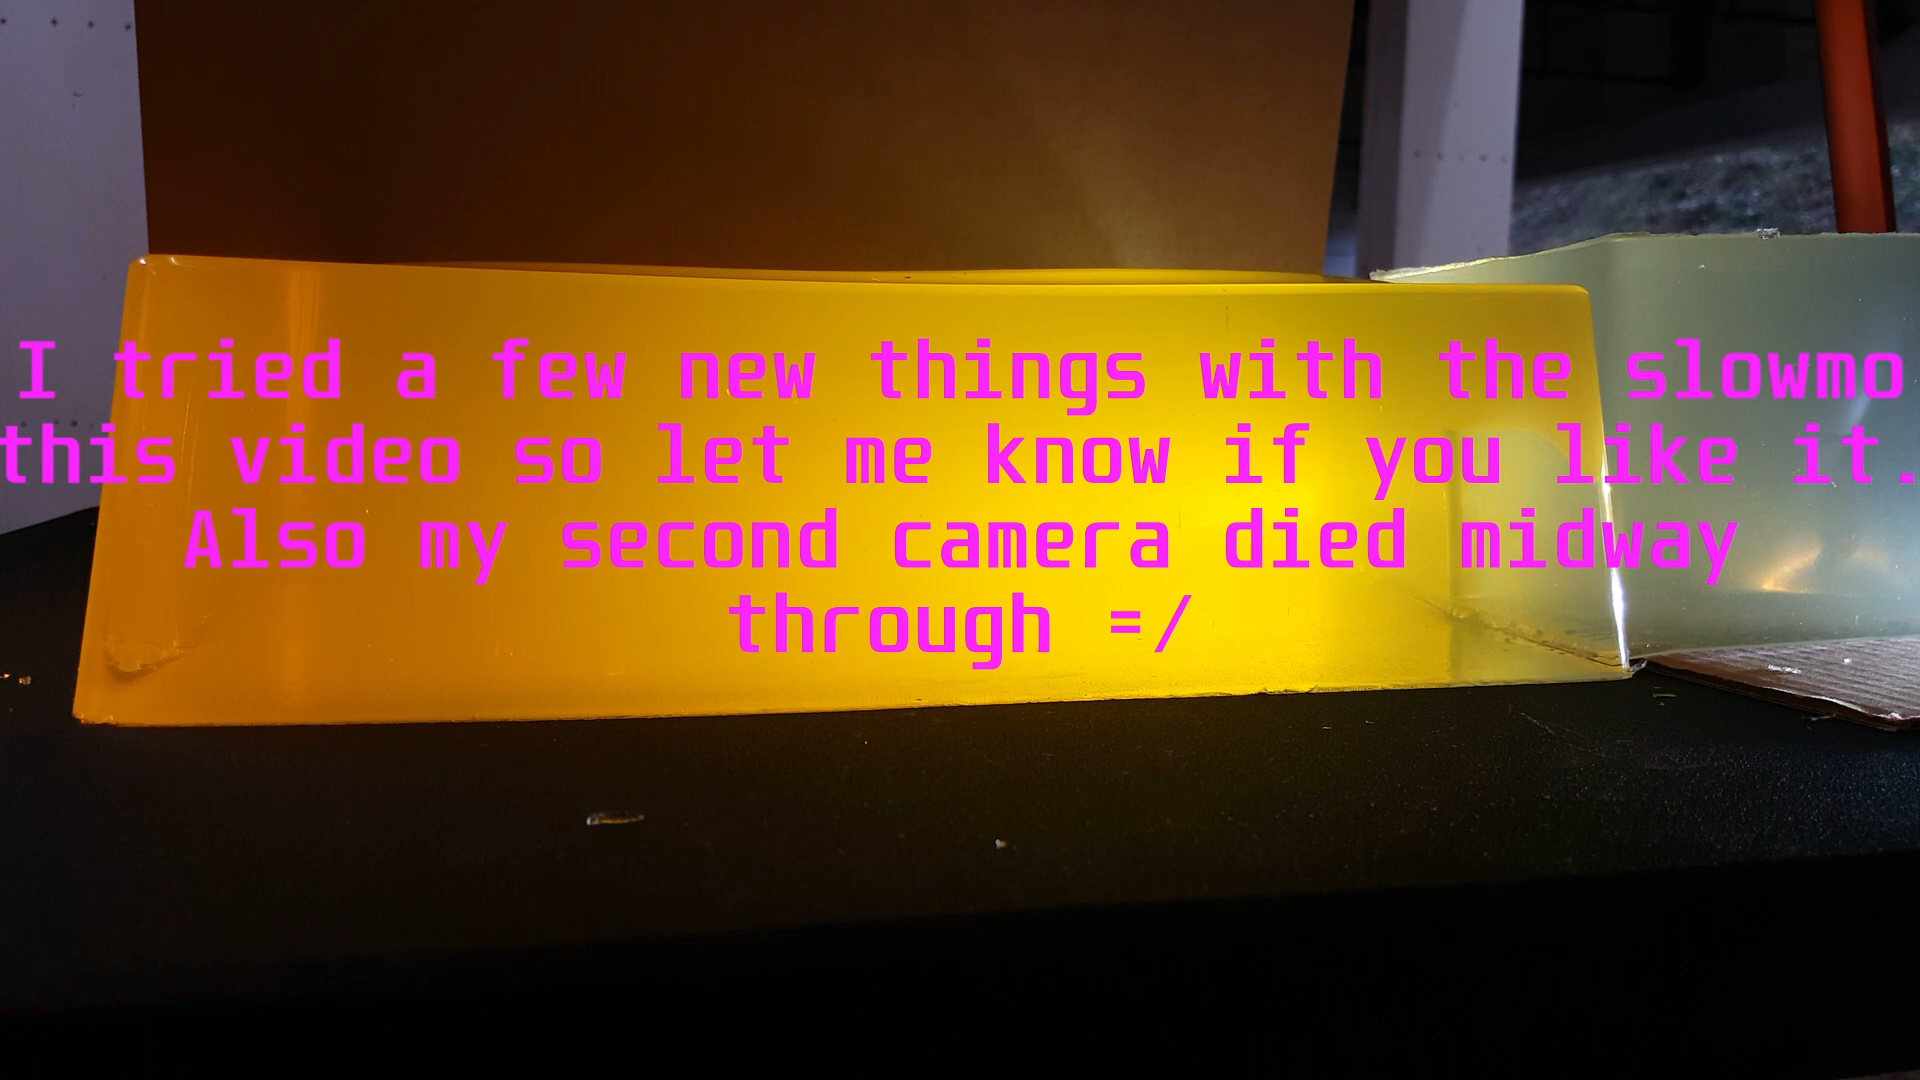 I tried a few new things with the slowmo
this video so let me know if you like it.
Also my second camera died midway
through =/